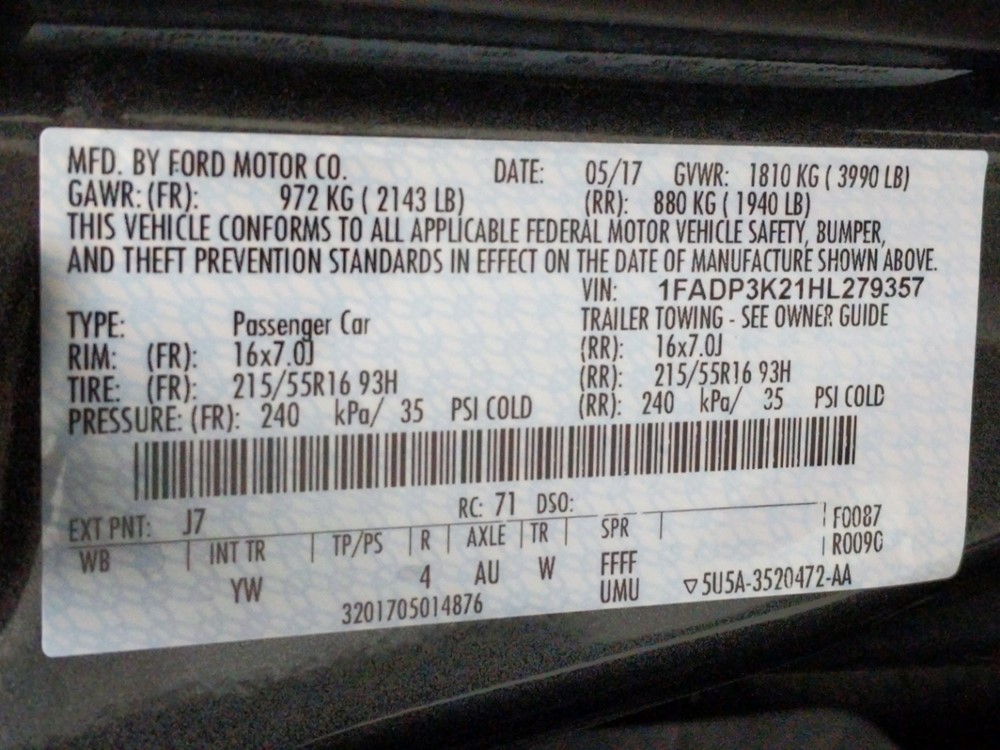 MFD. BY FORD MOTOR CO. DATE: 05/17 GVWR: 1810 KG ( 3990 LB)
GAWR: (FR): 972 KG ( 2143 LB) (RR): 880 KG ( 1940 LB)
THIS VEHICLE CONFORMS TO ALL APPLICABLE FEDERAL MOTOR VEHICLE SAFETY, BUMPER,
AND THEFT PREVENTION STANDARDS IN EFFECT ON THE DATE OF MANUFACTURE SHOWN ABOVE.
VIN: 1FADP3K21HL279357
TYPE: Passenger Car TRAILER TOWING - SEE OWNER GUIDE
RIM: (FR): 16x7.0J (RR): 16x7.0J
TIRE: (FR): 215/55R16 93H (RR): 215/55R16 93H
PRESSURE: (FR): 240 kPa/ 35 PSI COLD (RR): 240 kPa/ 35 PSI COLD
RC: 71 DSO:
EXT PNT: J7 F0087
WB INT TR TP/PS R AXLE TR SPR R0090
YW 4 AU W FFFF
UMU ▽5U5A-3520472-AA
3201705014876